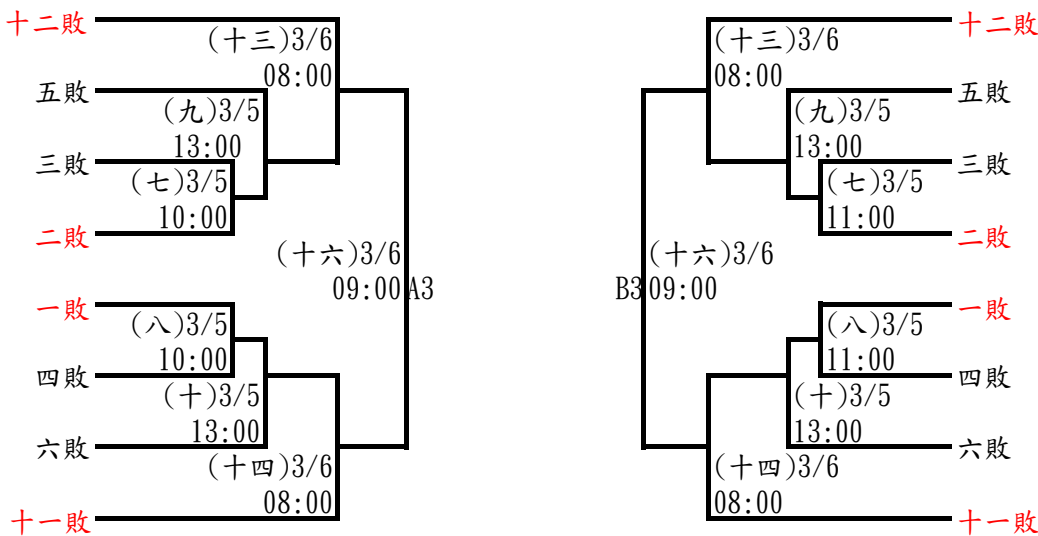 十二敗
(十三)3/6
08:00
五敗
(九)3/5
13:00
三敗
(七)3/5
10:00
二敗
(十六)3/6
09:00 A3
一敗
(八)3/5
10:00
四敗
(十)3/5
13:00
六敗
(十四)3/6
08:00
十一敗
十二敗
(十三)3/6
08:00
五敗
(九)3/5
13:00
三敗
(七)3/5
11:00
二敗
(十六)3/6
B3 09:00
一敗
(八)3/5
11:00
四敗
(十)3/5
13:00
六敗
(十四)3/6
08:00
十一敗